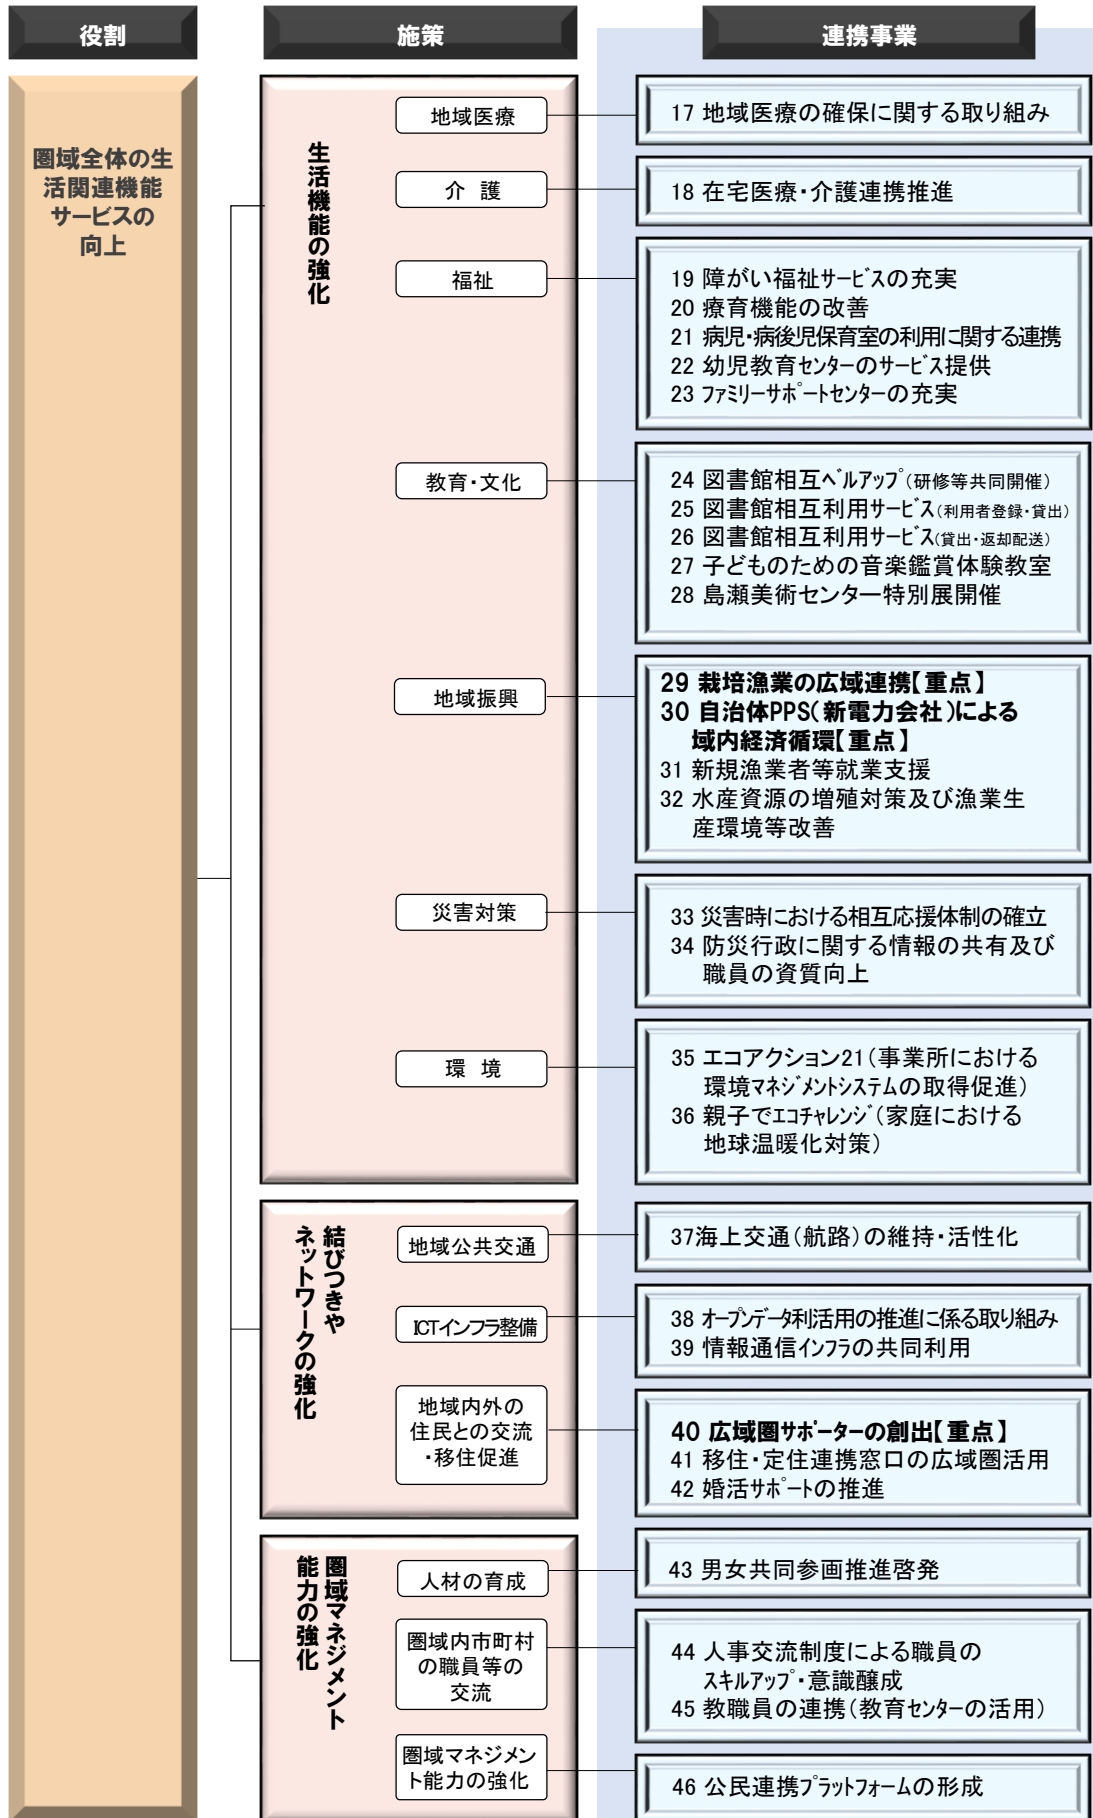 役割
施策
連携事業
圏域全体の生
活関連機能
サービスの
向上
生活機能の強化
地域医療
17 地域医療の確保に関する取り組み
介 護
18 在宅医療・介護連携推進
福祉
19 障がい福祉サービスの充実
20 療育機能の改善
21 病児・病後児保育室の利用に関する連携
22 幼児教育センターのサービス提供
23 ファミリーサポートセンターの充実
教育・文化
24 図書館相互ベルアップ(研修等共同開催)
25 図書館相互利用サービス(利用者登録・貸出)
26 図書館相互利用サービス(貸出・返却配送)
27 子どものための音楽鑑賞体験教室
28 島瀬美術センター特別展開催
地域振興
29 栽培漁業の広域連携【重点】
30 自治体PPS(新電力会社)による
域内経済循環【重点】
31 新規漁業者等就業支援
32 水産資源の増殖対策及び漁業生
産環境等改善
災害対策
33 災害時における相互応援体制の確立
34 防災行政に関する情報の共有及び
職員の資質向上
環 境
35 エコアクション21(事業所における
環境マネジメントシステムの取得促進)
36 親子でエコチャレンジ(家庭における
地球温暖化対策)
結びつきや
ネットワークの強化
地域公共交通
37海上交通(航路)の維持・活性化
ICTインフラ整備
38 オープンデータ利活用の推進に係る取り組み
39 情報通信インフラの共同利用
地域内外の
住民との交流
・移住促進
40 広域圏サポーターの創出【重点】
41 移住・定住連携窓口の広域圏活用
42 婚活サポートの推進
圏域マネジメント
能力の強化
人材の育成
43 男女共同参画推進啓発
圏域内市町村
の職員等の
交流
44 人事交流制度による職員の
スキルアップ・意識醸成
45 教職員の連携(教育センターの活用)
圏域マネジメン
ト能力の強化
46 公民連携プラットフォームの形成